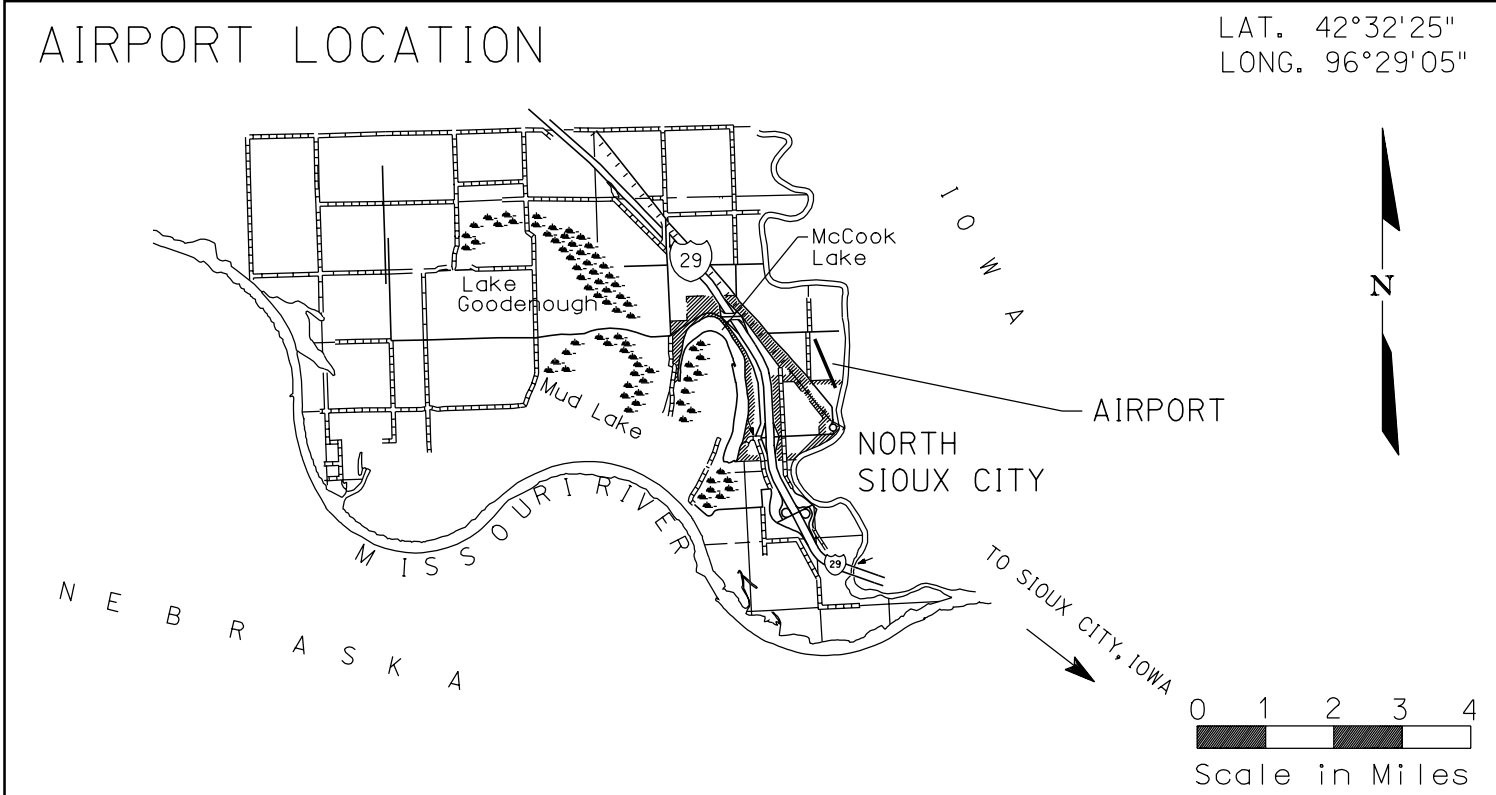 AIRPORT LOCATION
LAT. 42°32'25"
LONG. 96°29'05"
IOWA
McCook
Lake
29
Lake
Goodenough
N
Mud Lake
AIRPORT
NORTH
SIOUX CITY
MISSOURI RIVER
29
TO SIOUX CITY, IOWA
NEBRASKA
0 1 2 3 4
Scale in Miles